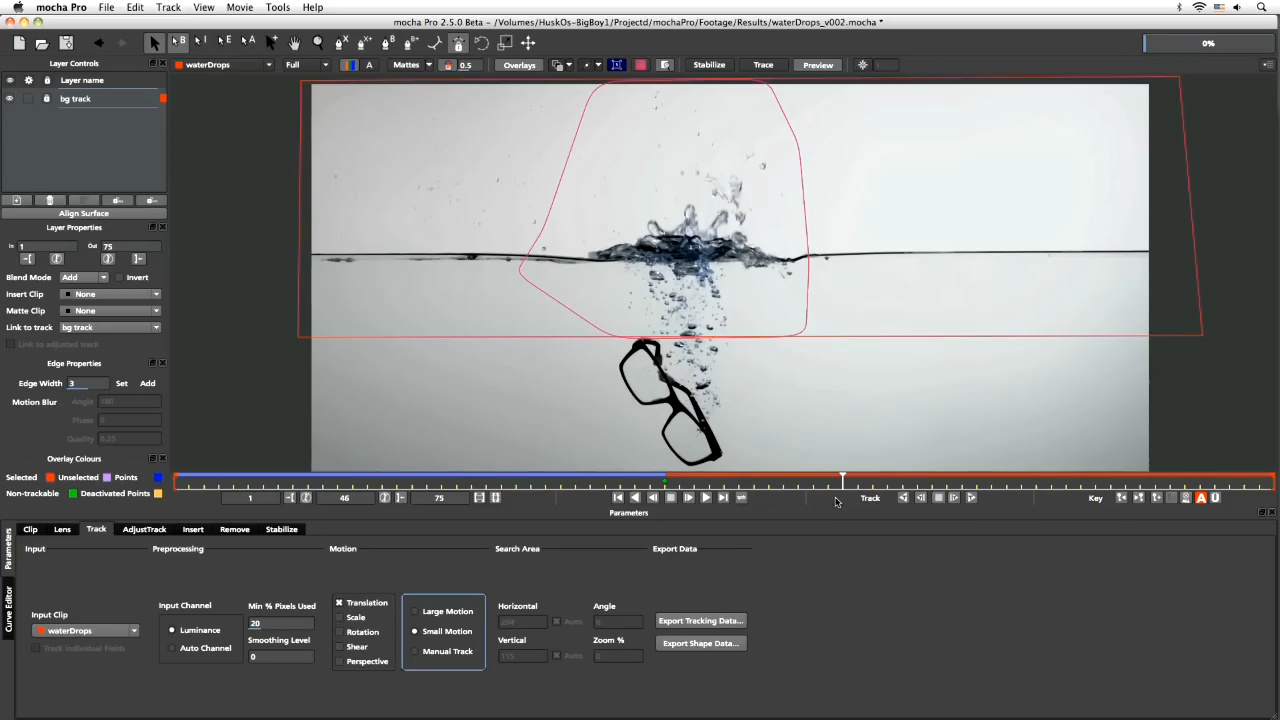 mocha Pro File Edit Track View Movie Tools Help
mocha Pro 2.5.0 Beta - /Volumes/HuskOs-BigBoy1/Projectd/mochaPro/Footage/Results/waterDrops_v002.mocha *
B I E A X X+ B B+
0%
Layer Controls
waterDrops Full A Mattes 0.5 Overlays Stabilize Trace Preview
Layer name
bg track
Align Surface
Layer Properties
In 1 Out 75
Blend Mode Add Invert
Insert Clip None
Matte Clip None
Link to track bg track
Link to adjusted track
Edge Properties
Edge Width 3 Set Add
Motion Blur Angle 180
Phase 0
Quality 0.25
Overlay Colours
Selected Unselected Points
Non-trackable Deactivated Points
1 46 75 Track Key A U
Parameters
Parameters
Curve Editor
Clip Lens Track AdjustTrack Insert Remove Stabilize
Input Preprocessing Motion Search Area Export Data
Input Clip
waterDrops
Track Individual Fields
Input Channel
Luminance
Auto Channel
Min % Pixels Used
20
Smoothing Level
0
Translation
Scale
Rotation
Shear
Perspective
Large Motion
Small Motion
Manual Track
Horizontal
Auto
Vertical
115 Auto
Angle
0
Zoom %
0
Export Tracking Data...
Export Shape Data...